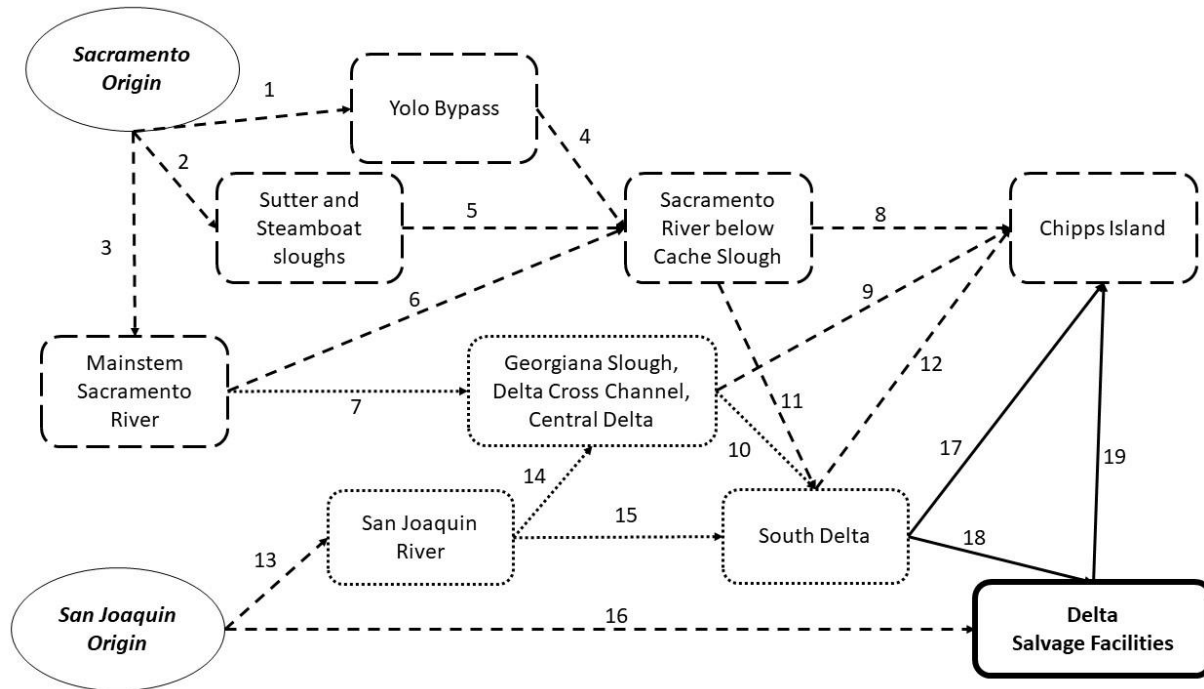 Sacramento
Origin
1
Yolo Bypass
4
2
Sutter and
Steamboat
sloughs
5
Sacramento
River below
Cache Slough
8
Chipps Island
3
6
9
Mainstem
Sacramento
River
7
Georgiana Slough,
Delta Cross Channel,
Central Delta
11
12
10
17
19
14
San Joaquin
River
15
South Delta
18
13
San Joaquin
Origin
16
Delta
Salvage Facilities